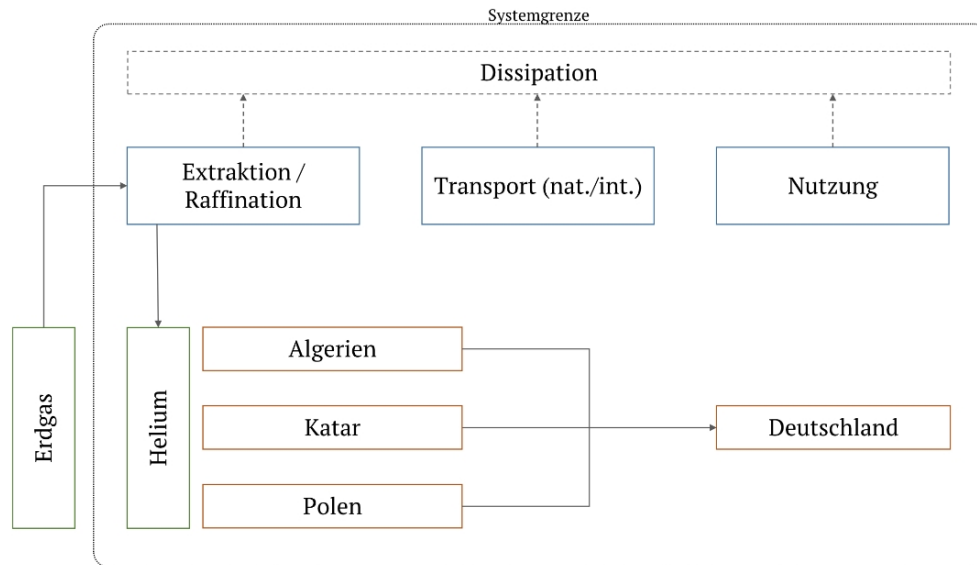 Systemgrenze
Dissipation
Extraktion /
Raffination
Transport (nat./int.)
Nutzung
Erdgas
Helium
Algerien
Katar
Polen
Deutschland